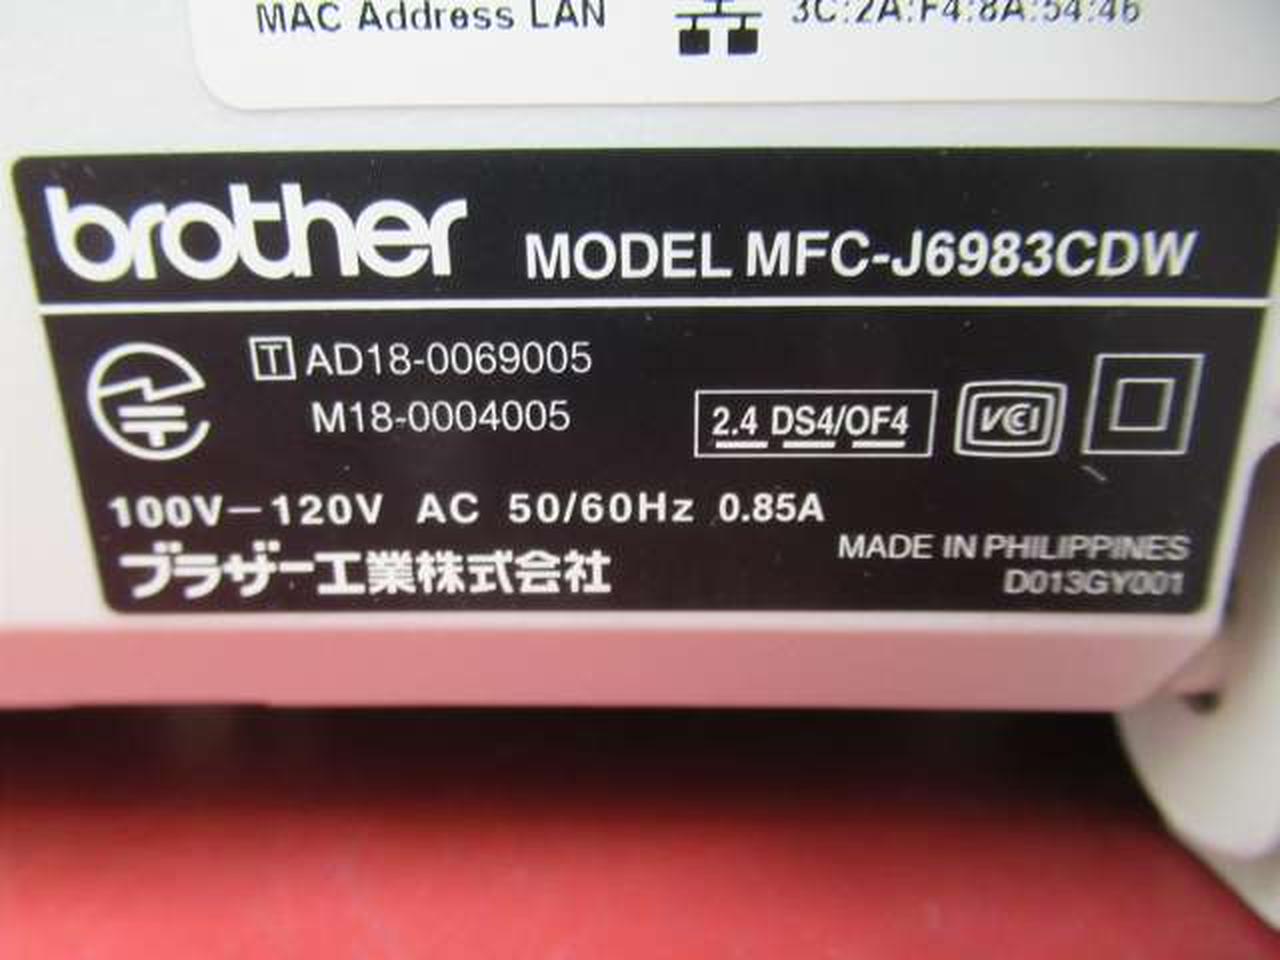 MAC Address LAN 3C:2A:F4:8A:54:46
brother MODEL MFC-J6983CDW
T AD18-0069005
M18-0004005
2.4 DS4/OF4 VCI
100V－120V AC 50/60Hz 0.85A
ブラザー工業株式会社
MADE IN PHILIPPINES
D013GY001